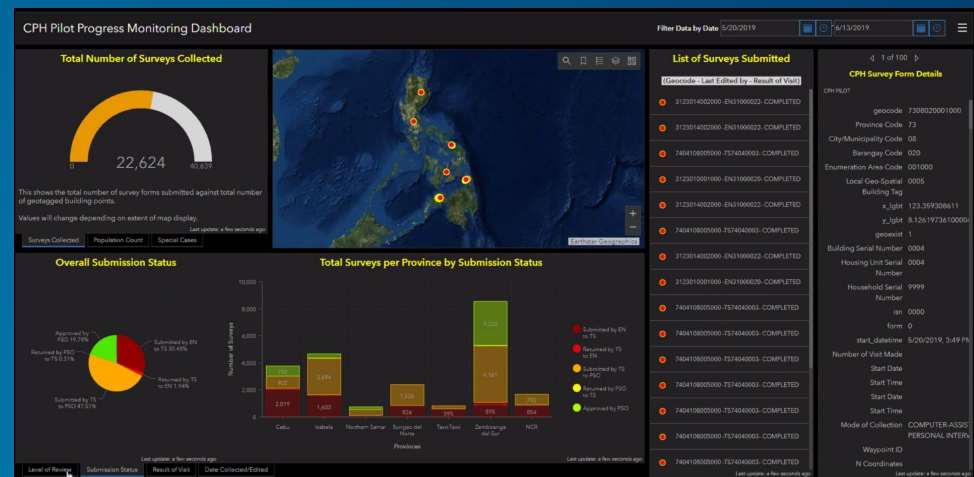 CPH Pilot Progress Monitoring Dashboard
Filter Data by Date 5/20/2019 - 6/13/2019
Total Number of Surveys Collected
22,624
0
40,639
This shows the total number of survey forms submitted against total number
of geotagged building points.
Values will change depending on extent of map display.
Last update: a few seconds ago
Surveys Collected
Population Count
Special Cases
+
−
Earthstar Geographics
List of Surveys Submitted
(Geocode - Last Edited by - Result of Visit)
3123014002000 -EN31000022- COMPLETED
3123014002000 -EN31000022- COMPLETED
7404108005000 -TS74040003- COMPLETED
3123010001000 -EN31000020- COMPLETED
3123014002000 -EN31000022- COMPLETED
7404108005000 -TS74040003- COMPLETED
3123014002000 -EN31000022- COMPLETED
3123010001000 -EN31000020- COMPLETED
7404108005000 -TS74040003- COMPLETED
7404108005000 -TS74040003- COMPLETED
7404108005000 -TS74040003- COMPLETED
7404108005000 -TS74040003- COMPLETED
7404108005000 -TS74040003- COMPLETED
7404108005000 -TS74040003- COMPLETED
7404108005000 -TS74040003- COMPLETED
Last update: a few seconds ago
1 of 100
CPH Survey Form Details
CPH PILOT
geocode 7308020001000
Province Code 73
City/Municipality Code 08
Barangay Code 020
Enumeration Area Code 001000
Local Geo-Spatial 0005
Building Tag
x_lgbt 123.359308611
y_lgbt 8.1261973610000
geoexist 1
Building Serial Number 0004
Housing Unit Serial 0004
Number
Household Serial 9999
Number
isn 0000
form 0
start_datetime 5/20/2019, 3:49 PM
Number of Visit Made
Start Date
Start Time
Start Date
Start Time
Mode of Collection COMPUTER-ASSIS
PERSONAL INTERV
Waypoint ID
N Coordinates
Last update: a few seconds ago
Overall Submission Status
Approved by
PSO 19.78%
Returned by PSO
to TS 0.31%
Submitted by TS
to PSO 47.51%
Submitted by EN
to TS 30.48%
Returned by TS
to EN 1.94%
Last update: a few seconds ago
Total Surveys per Province by Submission Status
Number of Surveys
10,000
8,000
6,000
4,000
2,000
0
750
900
2,019
2,694
1,603
1,526
826
595
3,232
4,161
895
792
854
Cebu
Isabela
Northern Samar
Surigao del
Norte
Tawi-Tawi
Zamboanga
del Sur
NCR
Provinces
Submitted by EN
to TS
Returned by TS
to EN
Submitted by TS
to PSO
Returned by PSO
to TS
Approved by PSO
Last update: a few seconds ago
Level of Review
Submission Status
Result of Visit
Date Collected/Edited